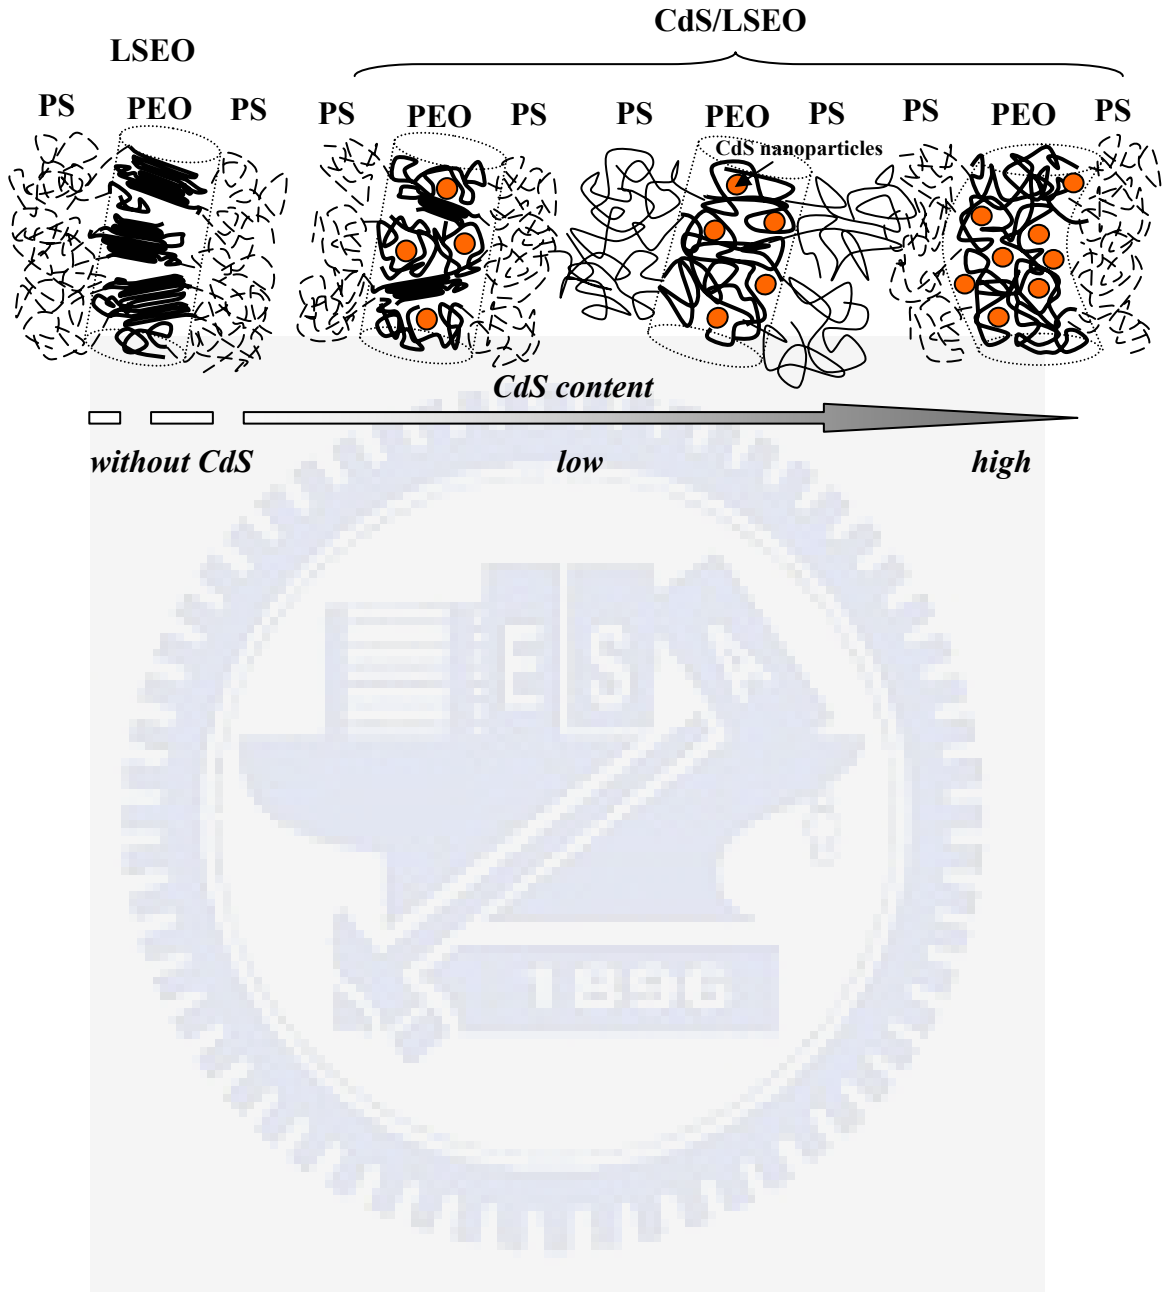 CdS/LSEO
LSEO
PS PEO PS PS PEO PS PS PEO PS PS PEO PS
CdS nanoparticles
CdS content
without CdS low high
E S A
1896